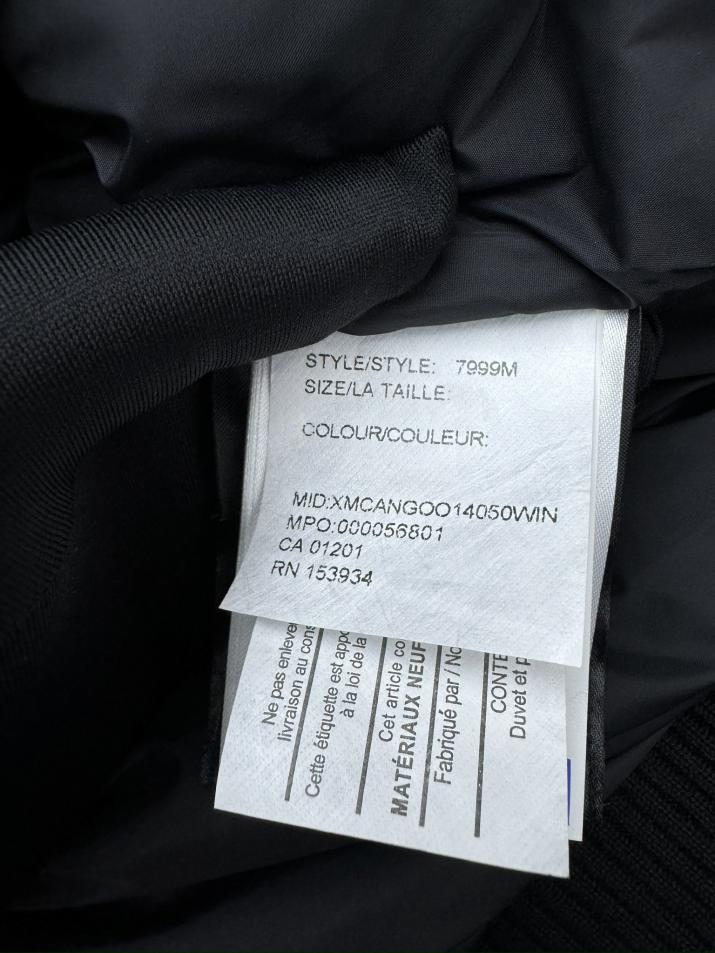 STYLE/STYLE: 7999M
SIZE/LA TAILLE:
COLOUR/COULEUR:
MID:XMCANGOO14050WIN
MPO:000056801
CA 01201
RN 153934
Ne pas enleve
livraison au con
Cette étiquette est appo
à la loi de la
Cet article co
MATÉRIAUX NEUF
Fabriqué par / No
CONTE
Duvet et p